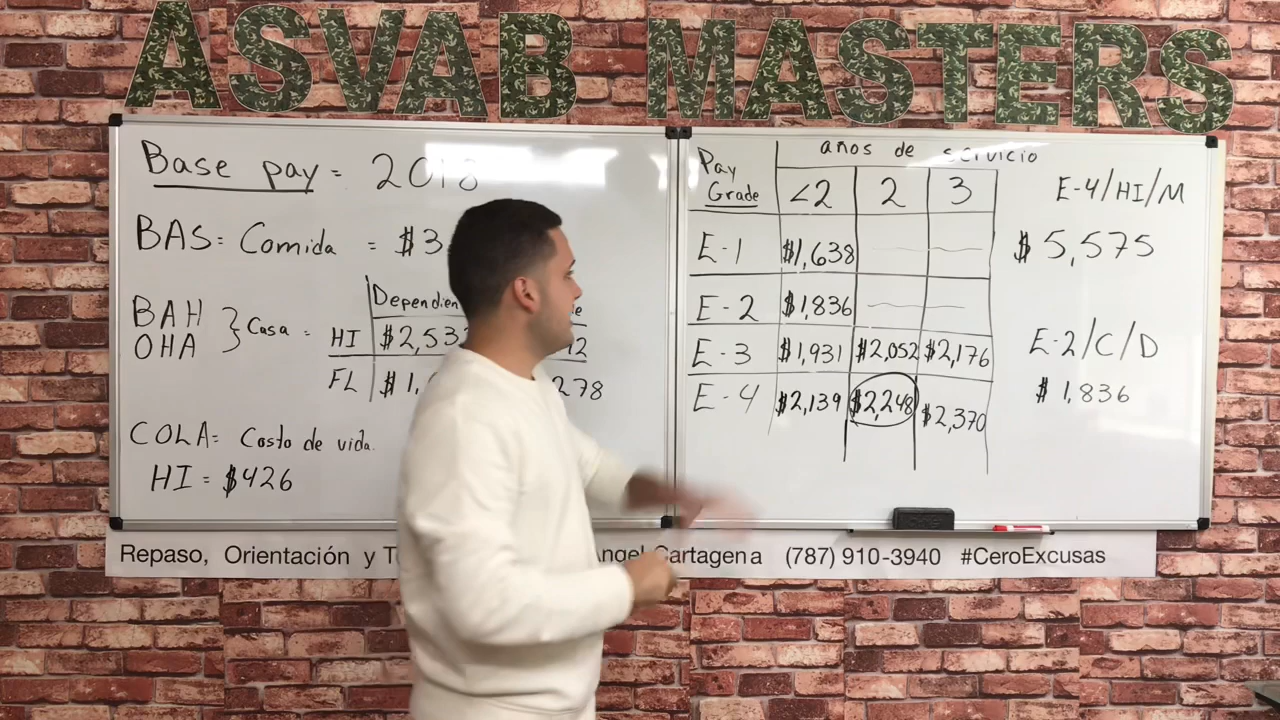 ASVAB MASTERS
Base pay = 2018
BAS = Comida = $3
BAH
OHA
Casa =
HI $2,532
FL $1,
12
278
COLA = Costo de vida.
HI = $426
Pay Grade
años de servicio
<2 2 3
E-1 $1,638
E-2 $1,836
E-3 $1,931 $2,052 $2,176
E-4 $2,139 $2,248 $2,370
E-4/HI/M
$5,575
E-2/C/D
$1,836
Repaso, Orientación y Cartagena (787) 910-3940 #CeroExcusas